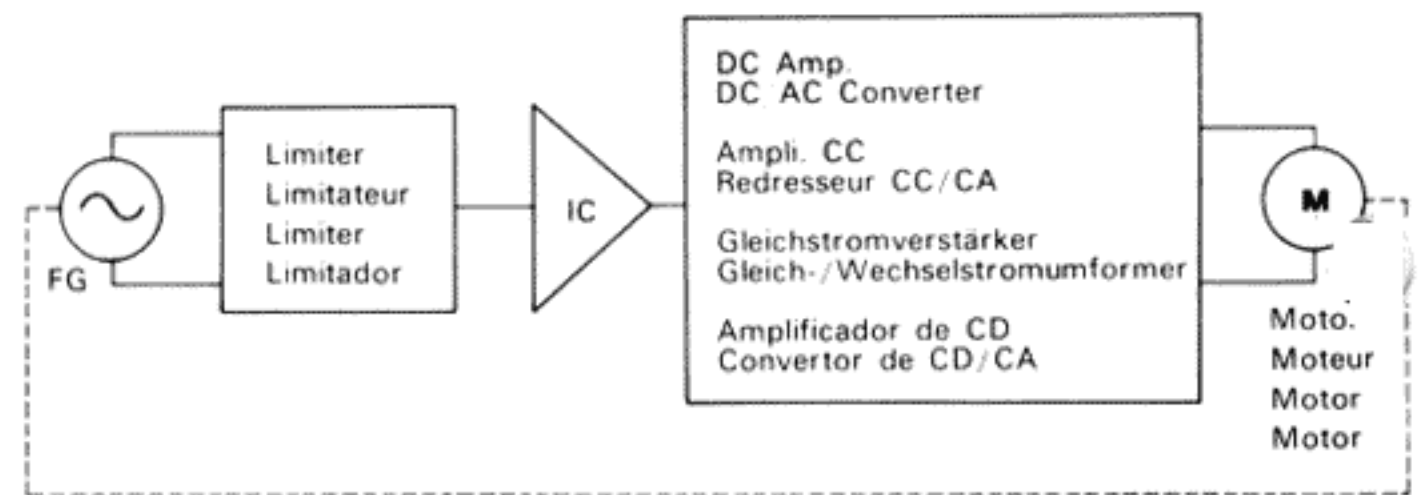 FG
Limiter
Limitateur
Limiter
Limitador
IC
DC Amp.
DC AC Converter
Ampli. CC
Redresseur CC/CA
Gleichstromverstärker
Gleich-/Wechselstromumformer
Amplificador de CD
Convertor de CD/CA
M
Moto.
Moteur
Motor
Motor